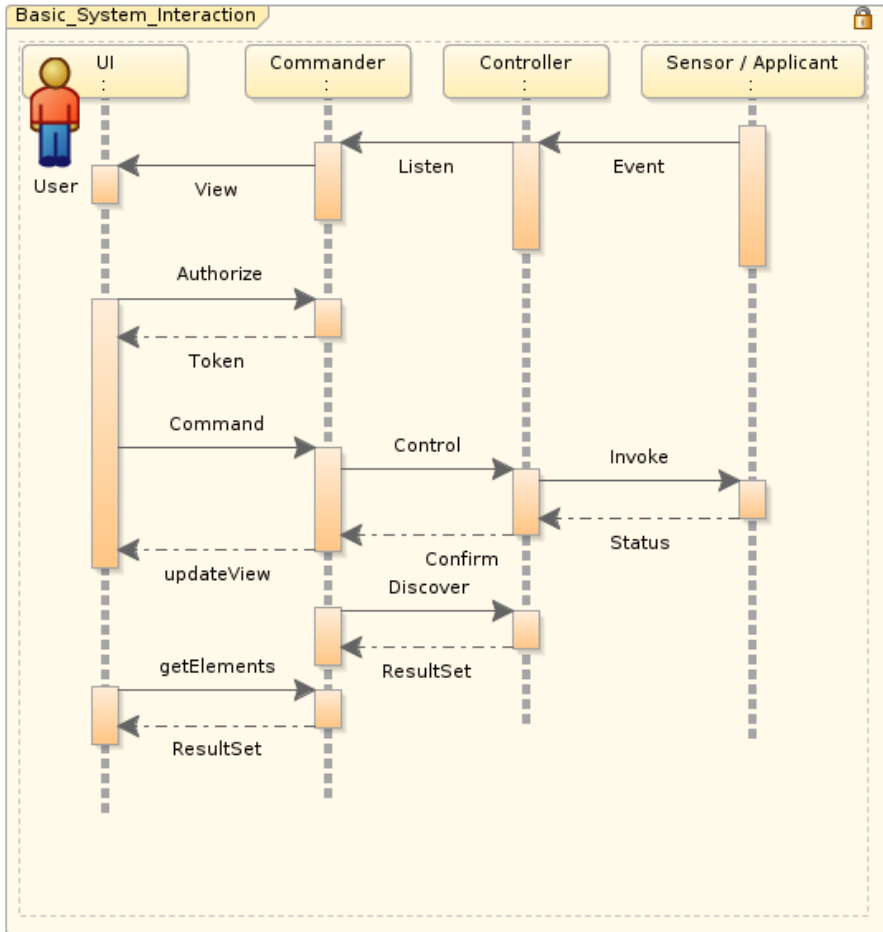 Basic_System_Interaction
UI
:
Commander
:
Controller
:
Sensor / Applicant
:
User
Listen
Event
View
Authorize
Token
Command
Control
Invoke
Status
Confirm
updateView
Discover
ResultSet
getElements
ResultSet